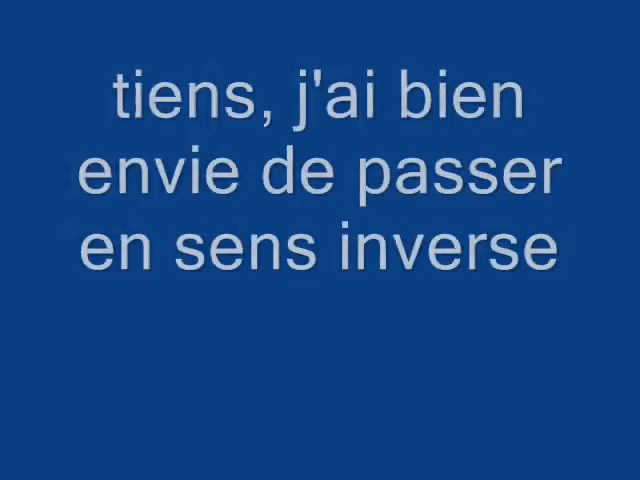 tiens, j'ai bien
envie de passer
en sens inverse